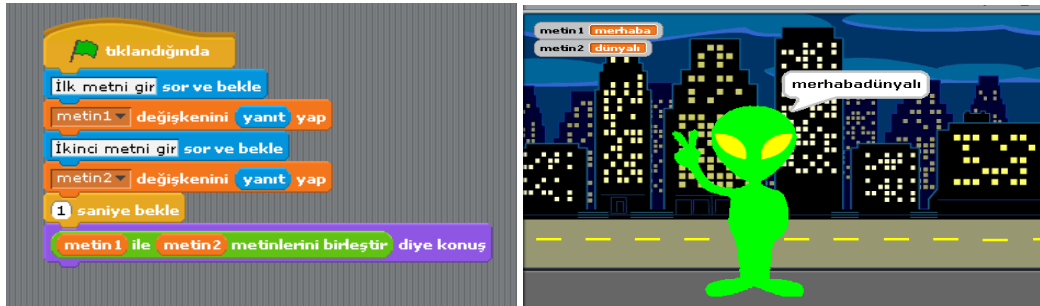 tıklandığında
İlk metni gir sor ve bekle
metin1 değişkenini yanıt yap
İkinci metni gir sor ve bekle
metin2 değişkenini yanıt yap
1 saniye bekle
metin1 ile metin2 metinlerini birleştir diye konuş
metin1 merhaba
metin2 dünyalı
merhabadünyalı